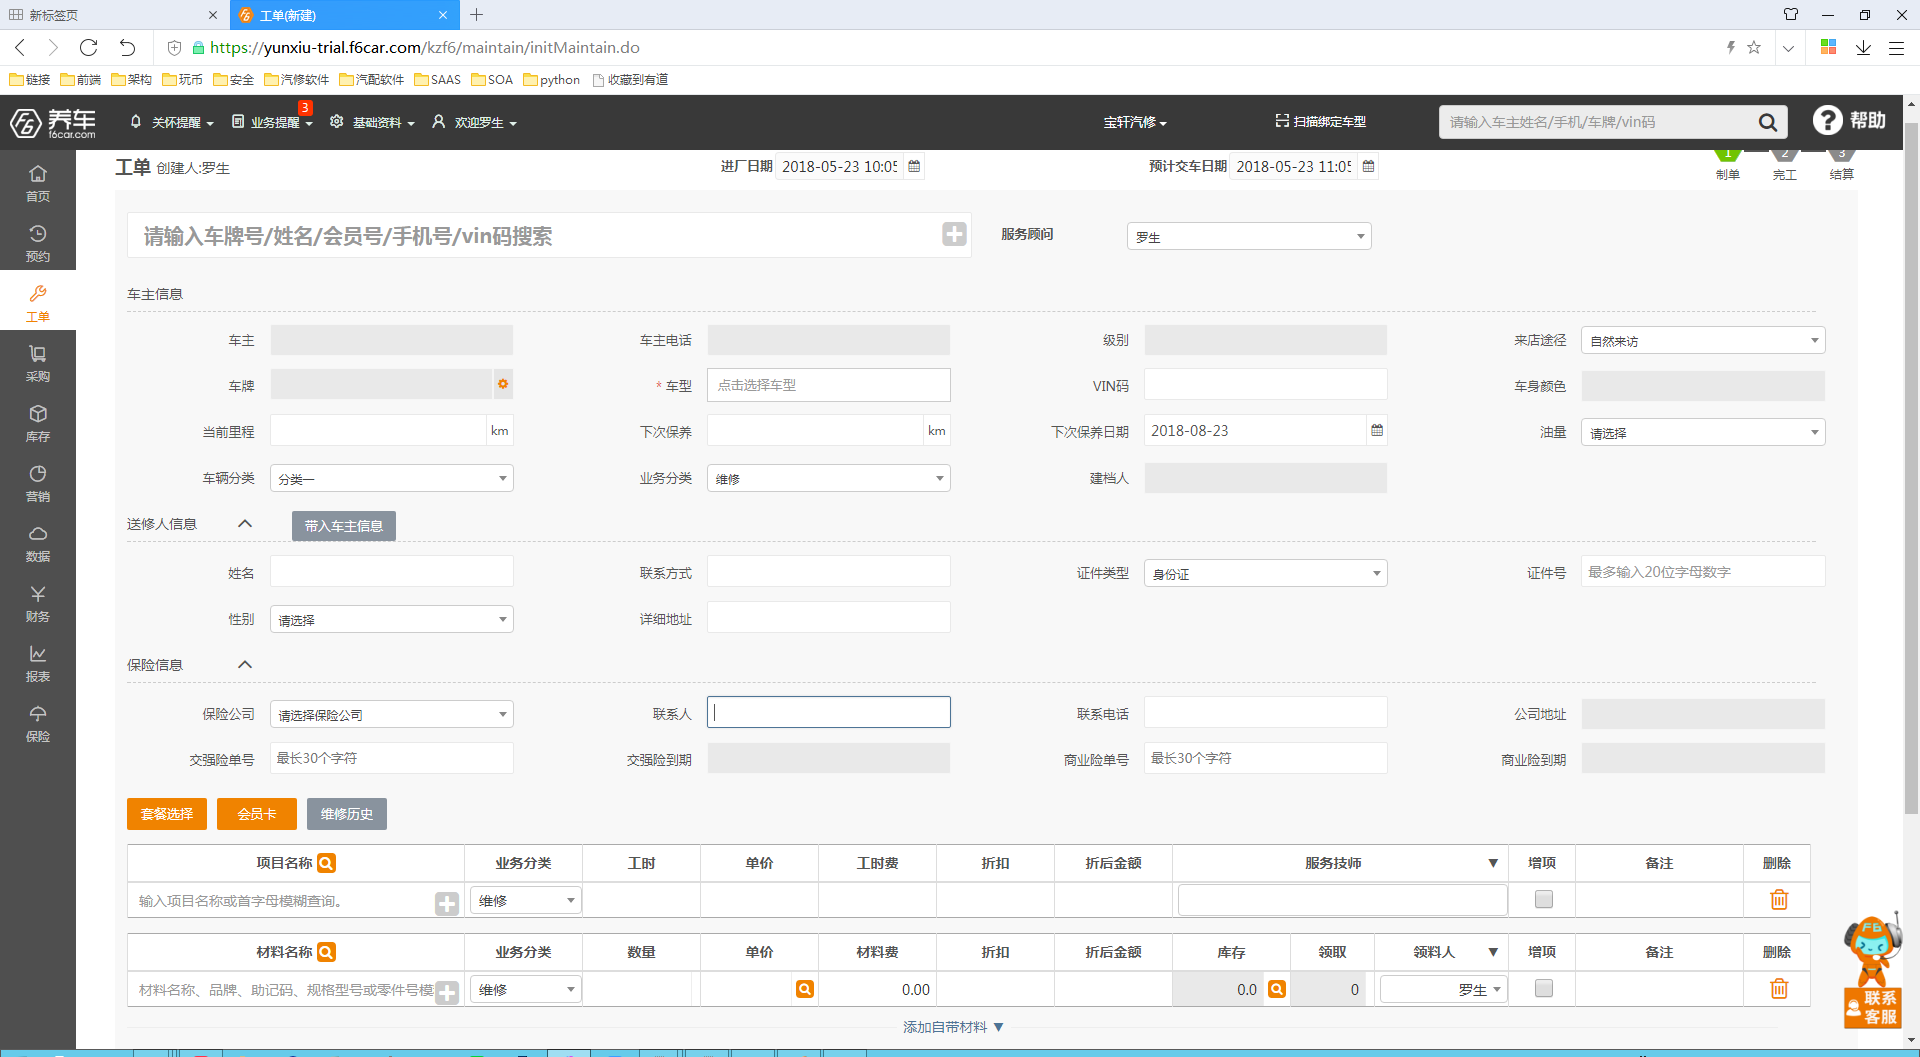 新标签页
工单(新建)
https://yunxiu-trial.f6car.com/kzf6/maintain/initMaintain.do
链接 前端 架构 玩币 安全 汽修软件 汽配软件 SAAS SOA python 收藏到有道
养车 f6car.com
关怀提醒 业务提醒 3 基础资料 欢迎罗生 宝轩汽修 扫描绑定车型 请输入车主姓名/手机/车牌/vin码 ? 帮助
首页
预约
工单
采购
库存
营销
数据
财务
报表
保险
工单 创建人:罗生 进厂日期 2018-05-23 10:05 预计交车日期 2018-05-23 11:05
1 制单 2 完工 3 结算
请输入车牌号/姓名/会员号/手机号/vin码搜索 服务顾问 罗生
车主信息
车主 车主电话 级别 来店途径 自然来访
车牌 * 车型 点击选择车型 VIN码 车身颜色
当前里程 km 下次保养 km 下次保养日期 2018-08-23 油量 请选择
车辆分类 分类一 业务分类 维修 建档人
送修人信息 带入车主信息
姓名 联系方式 证件类型 身份证 证件号 最多输入20位字母数字
性别 请选择 详细地址
保险信息
保险公司 请选择保险公司 联系人 联系电话 公司地址
交强险单号 最长30个字符 交强险到期 商业险单号 最长30个字符 商业险到期
套餐选择 会员卡 维修历史
项目名称 业务分类 工时 单价 工时费 折扣 折后金额 服务技师 ▼ 增项 备注 删除
输入项目名称或首字母模糊查询。 维修
材料名称 业务分类 数量 单价 材料费 折扣 折后金额 库存 领取 领料人 ▼ 增项 备注 删除
材料名称、品牌、助记码、规格型号或零件号模 维修 0.00 0.0 0 罗生
添加自带材料 ▼
F6
联系
客服